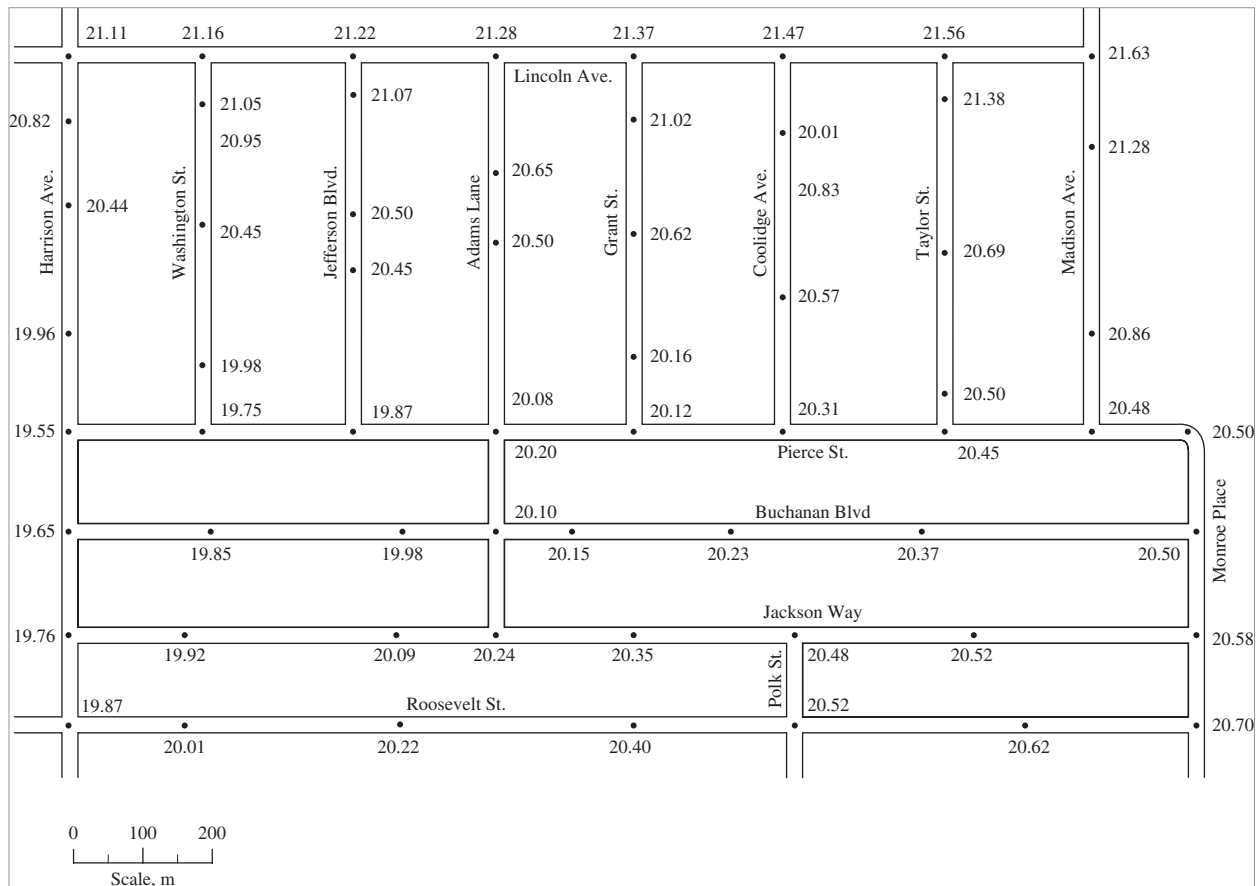 21.11 21.16 21.22 21.28 21.37 21.47 21.56
21.63
Lincoln Ave.
21.05 21.07 21.38
20.82 21.02 20.01
20.95 21.28
20.65 20.83
20.44 20.50
20.45 20.50 20.62 20.69
Harrison Ave.
Washington St.
Jefferson Blvd.
Adams Lane
Grant St.
Coolidge Ave.
Taylor St.
Madison Ave.
20.45 20.57
19.96 20.86
19.98 20.16 20.50
19.75 19.87 20.08 20.12 20.31 20.48
19.55 20.50
20.20 Pierce St. 20.45
20.10 Buchanan Blvd
Monroe Place
19.65
19.85 19.98 20.15 20.23 20.37 20.50
Jackson Way
19.76 20.58
19.92 20.09 20.24 20.35 20.48 20.52
Polk St.
19.87 Roosevelt St. 20.52
20.70
20.01 20.22 20.40 20.62
0 100 200
Scale, m